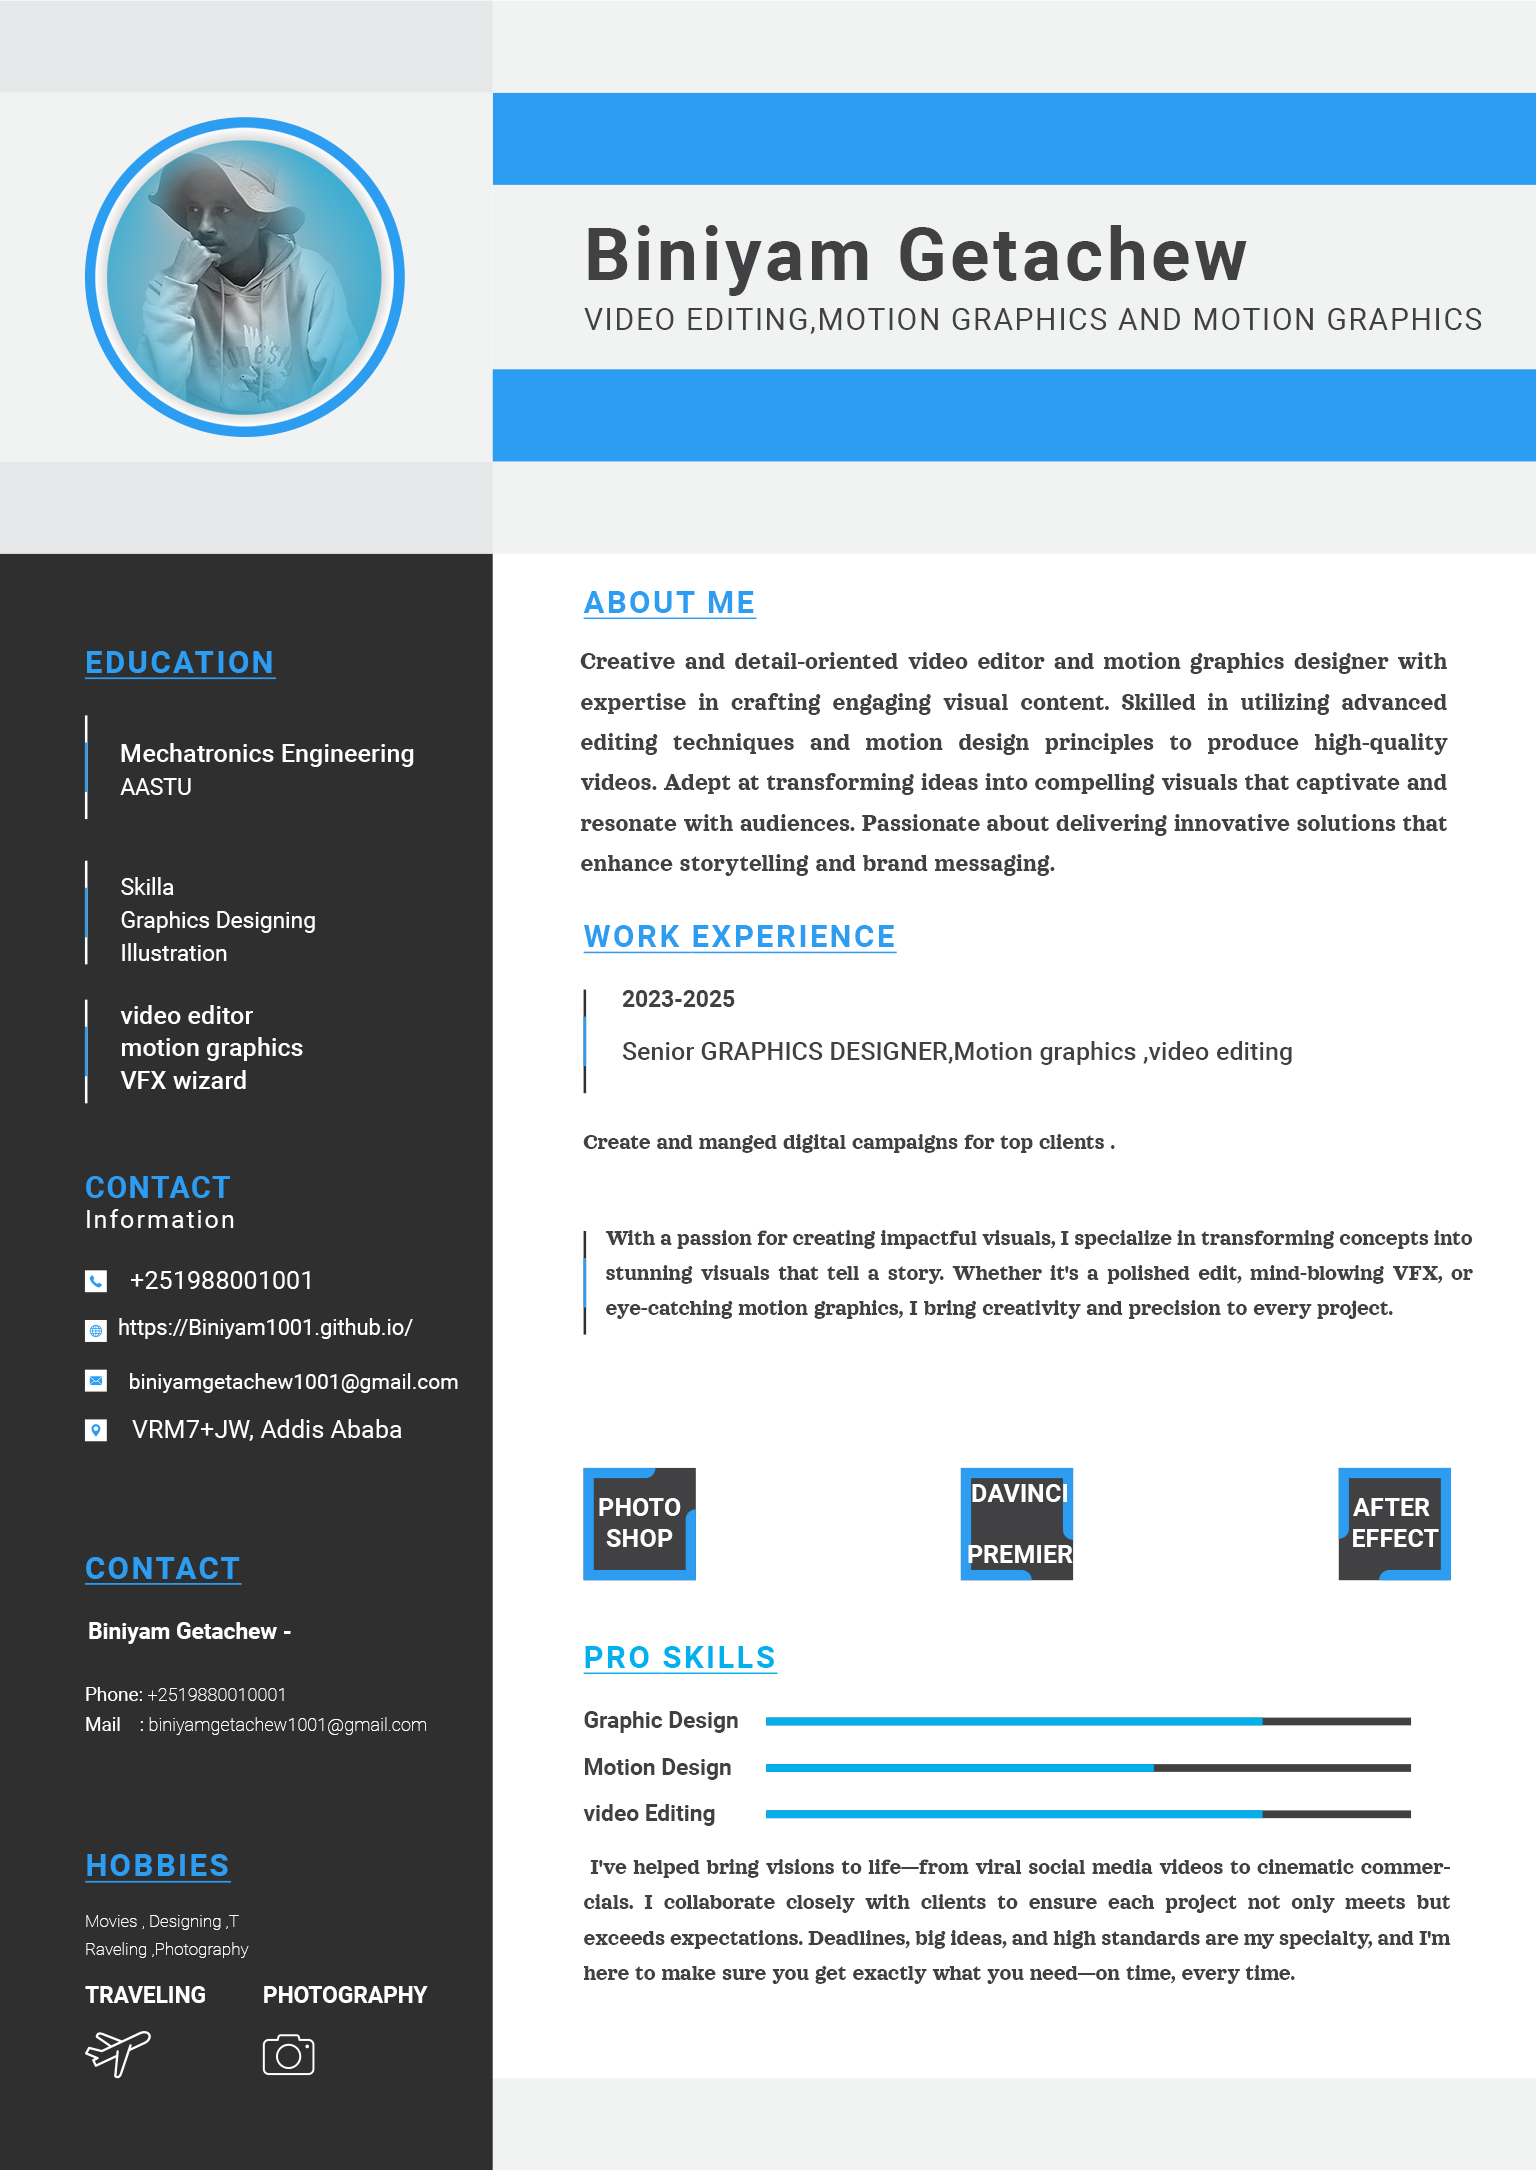 Biniyam Getachew
VIDEO EDITING,MOTION GRAPHICS AND MOTION GRAPHICS
EDUCATION
Mechatronics Engineering
AASTU
Skilla
Graphics Designing
Illustration
video editor
motion graphics
VFX wizard
CONTACT
Information
+251988001001
https://Biniyam1001.github.io/
biniyamgetachew1001@gmail.com
VRM7+JW, Addis Ababa
CONTACT
Biniyam Getachew -
Phone: +2519880010001
Mail : biniyamgetachew1001@gmail.com
HOBBIES
Movies , Designing ,T
Raveling ,Photography
TRAVELING PHOTOGRAPHY
ABOUT ME
Creative and detail-oriented video editor and motion graphics designer with
expertise in crafting engaging visual content. Skilled in utilizing advanced
editing techniques and motion design principles to produce high-quality
videos. Adept at transforming ideas into compelling visuals that captivate and
resonate with audiences. Passionate about delivering innovative solutions that
enhance storytelling and brand messaging.
WORK EXPERIENCE
2023-2025
Senior GRAPHICS DESIGNER,Motion graphics ,video editing
Create and manged digital campaigns for top clients .
With a passion for creating impactful visuals, I specialize in transforming concepts into
stunning visuals that tell a story. Whether it's a polished edit, mind-blowing VFX, or
eye-catching motion graphics, I bring creativity and precision to every project.
PHOTO
SHOP
DAVINCI
PREMIER
AFTER
EFFECT
PRO SKILLS
Graphic Design
Motion Design
video Editing
I've helped bring visions to life—from viral social media videos to cinematic commer-
cials. I collaborate closely with clients to ensure each project not only meets but
exceeds expectations. Deadlines, big ideas, and high standards are my specialty, and I'm
here to make sure you get exactly what you need—on time, every time.